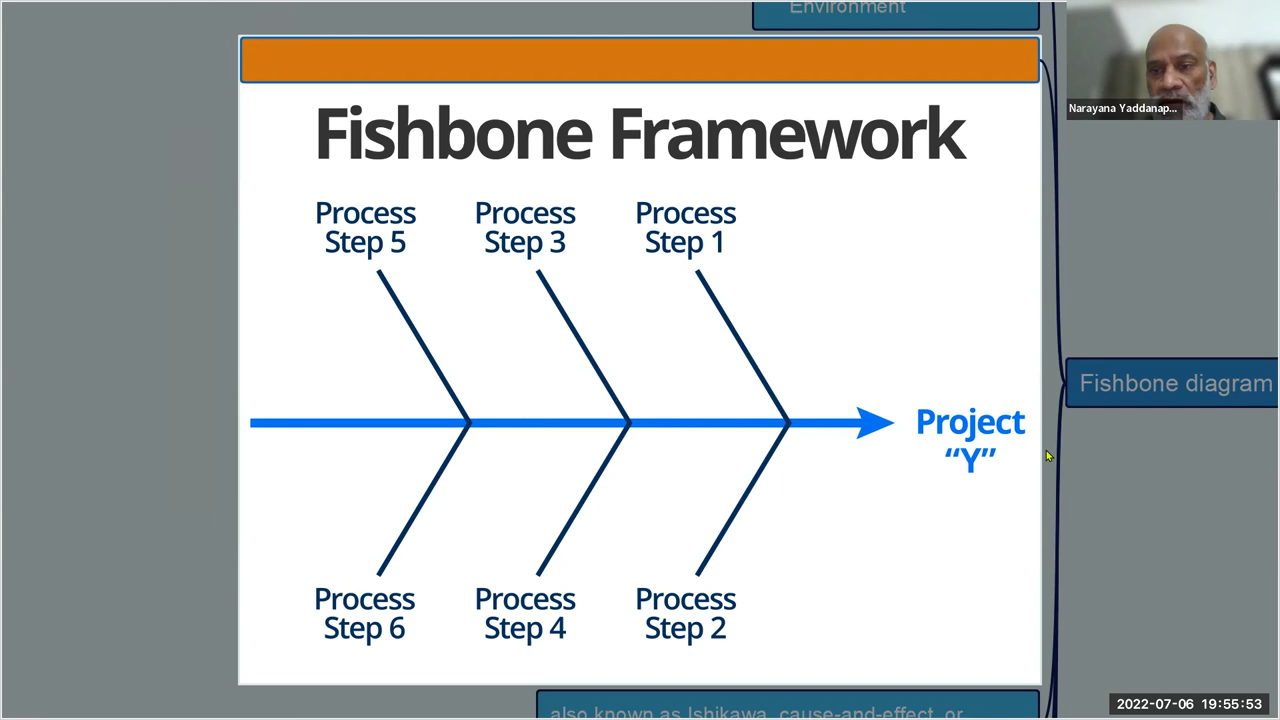 Environment
Narayana Yaddanap...
Fishbone Framework
Process Process Process
Step 5 Step 3 Step 1
Fishbone diagram
Project
“Y”
Process Process Process
Step 6 Step 4 Step 2
also known as Ishikawa, cause-and-effect, or
2022-07-06 19:55:53